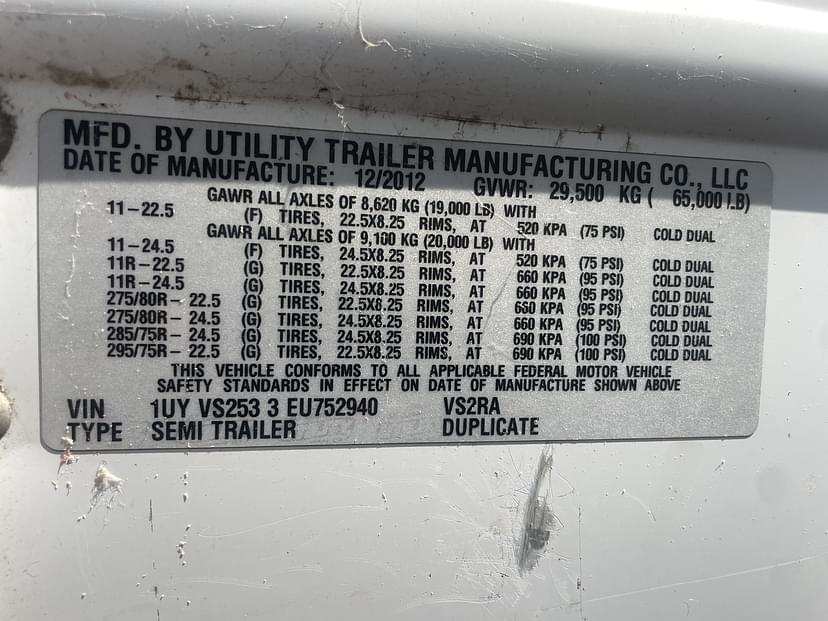 MFD. BY UTILITY TRAILER MANUFACTURING CO., LLC
DATE OF MANUFACTURE: 12/2012 GVWR: 29,500 KG ( 65,000 LB)
GAWR ALL AXLES OF 8,620 KG (19,000 LB) WITH
11-22.5 (F) TIRES, 22.5X8.25 RIMS, AT 520 KPA (75 PSI) COLD DUAL
GAWR ALL AXLES OF 9,100 KG (20,000 LB) WITH
11-24.5 (F) TIRES, 24.5X8.25 RIMS, AT 520 KPA (75 PSI) COLD DUAL
11R-22.5 (G) TIRES, 22.5X8.25 RIMS, AT 660 KPA (95 PSI) COLD DUAL
11R-24.5 (G) TIRES, 24.5X8.25 RIMS, AT 660 KPA (95 PSI) COLD DUAL
275/80R-22.5 (G) TIRES, 22.5X8.25 RIMS, AT 660 KPA (95 PSI) COLD DUAL
275/80R-24.5 (G) TIRES, 24.5X8.25 RIMS, AT 660 KPA (95 PSI) COLD DUAL
285/75R-24.5 (G) TIRES, 24.5X8.25 RIMS, AT 690 KPA (100 PSI) COLD DUAL
295/75R-22.5 (G) TIRES, 22.5X8.25 RIMS, AT 690 KPA (100 PSI) COLD DUAL
THIS VEHICLE CONFORMS TO ALL APPLICABLE FEDERAL MOTOR VEHICLE
SAFETY STANDARDS IN EFFECT ON DATE OF MANUFACTURE SHOWN ABOVE
VIN 1UY VS253 3 EU752940 VS2RA
TYPE SEMI TRAILER DUPLICATE